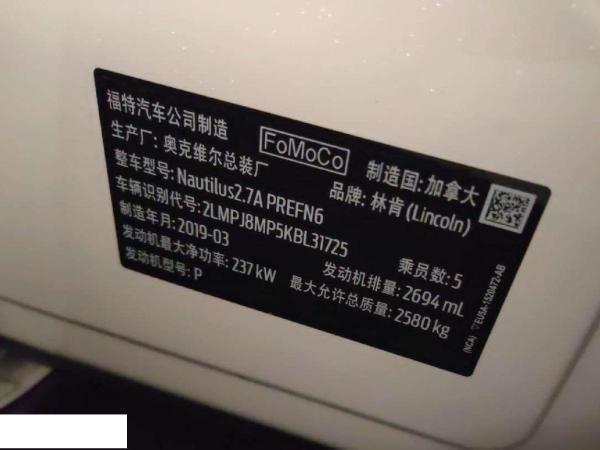 福特汽车公司制造
FoMoCo
制造国: 加拿大
生产厂: 奥克维尔总装厂
品牌: 林肯 (Lincoln)
整车型号: Nautilus2.7A PREFN6
车辆识别代号: 2LMPJ8MP5KBL31725
乘员数: 5
制造年月: 2019-03
发动机排量: 2694 mL
发动机最大净功率: 237 kW
最大允许总质量: 2580 kg
发动机型号: P
(NCA) EU5A-1520472-AB